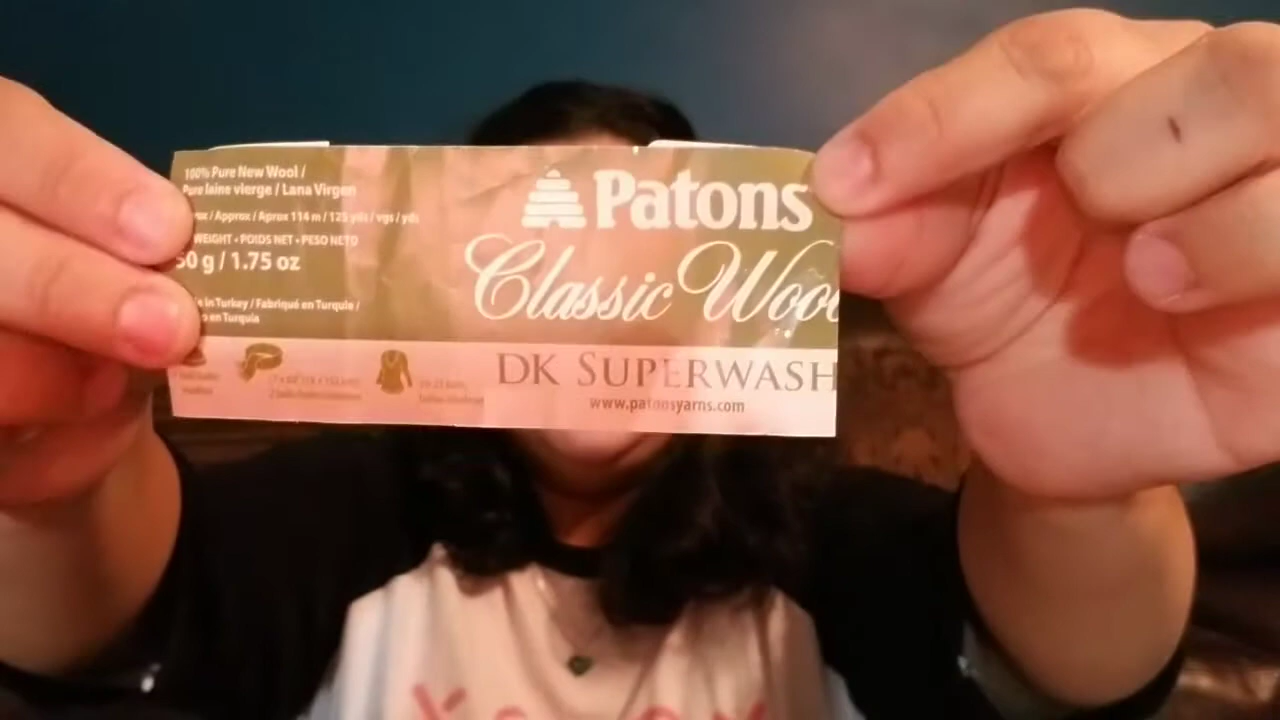 100% Pure New Wool /
Pure laine vierge / Lana Virgen
/ Approx / Aprox 114 m / 125 yds / vgs / yds
WEIGHT • POIDS NET • PESO NETO
50 g / 1.75 oz
in Turkey / Fabriqué en Turquie /
en Turquia
Patons
Classic Woo
DK SUPERWASH
www.patonsyarns.com